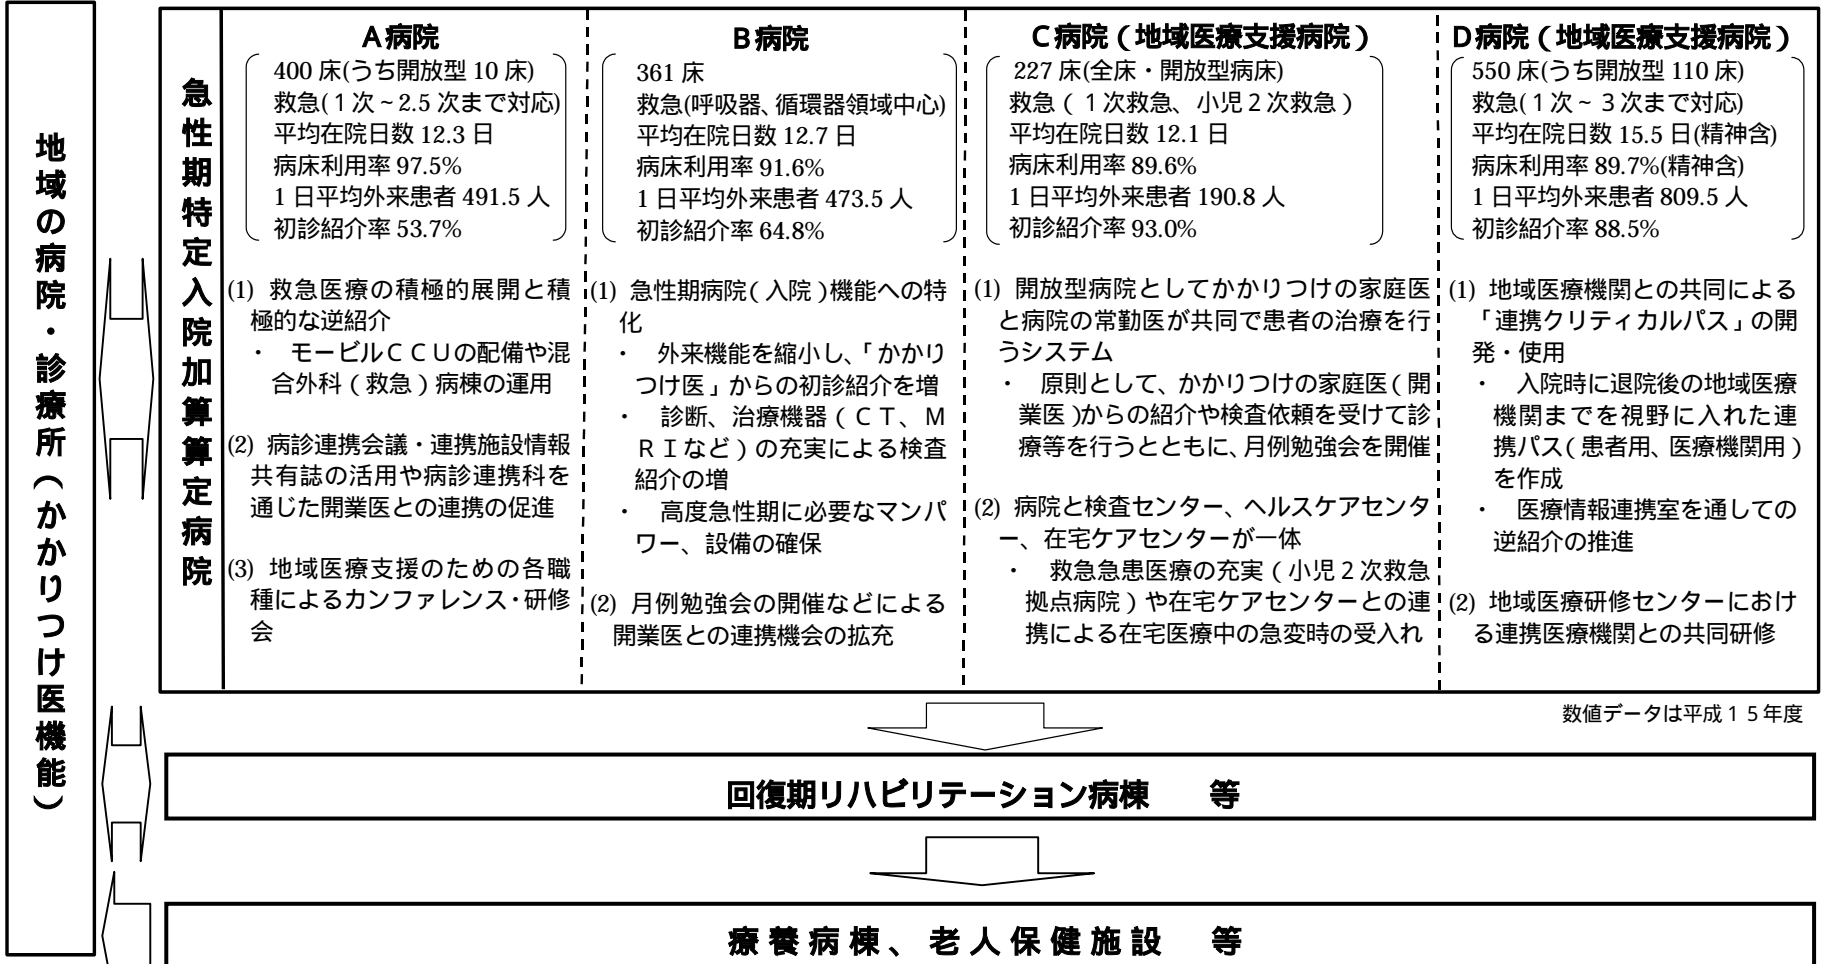 地域の病院・診療所(かかりつけ医機能)
急性期特定入院加算算定病院
A病院
400床(うち開放型10床)
救急(1次~2.5次まで対応)
平均在院日数12.3日
病床利用率97.5%
1日平均外来患者491.5人
初診紹介率53.7%
(1) 救急医療の積極的展開と積
極的な逆紹介
・ モービルCCUの配備や混
合外科(救急)病棟の運用
(2) 病診連携会議・連携施設情報
共有誌の活用や病診連携科を
通じた開業医との連携の促進
(3) 地域医療支援のための各職
種によるカンファレンス・研修
会
B病院
361床
救急(呼吸器、循環器領域中心)
平均在院日数12.7日
病床利用率91.6%
1日平均外来患者473.5人
初診紹介率64.8%
(1) 急性期病院(入院)機能への特
化
・ 外来機能を縮小し、「かかり
つけ医」からの初診紹介を増
・ 診断、治療機器(CT、M
RIなど)の充実による検査
紹介の増
・ 高度急性期に必要なマンパ
ワー、設備の確保
(2) 月例勉強会の開催などによる
開業医との連携機会の拡充
C病院(地域医療支援病院)
227床(全床・開放型病床)
救急(1次救急、小児2次救急)
平均在院日数12.1日
病床利用率89.6%
1日平均外来患者190.8人
初診紹介率93.0%
(1) 開放型病院としてかかりつけの家庭医
と病院の常勤医が共同で患者の治療を行
うシステム
・ 原則として、かかりつけの家庭医(開
業医)からの紹介や検査依頼を受けて診
療等を行うとともに、月例勉強会を開催
(2) 病院と検査センター、ヘルスケアセンタ
ー、在宅ケアセンターが一体
・ 救急急患医療の充実(小児2次救急
拠点病院)や在宅ケアセンターとの連
携による在宅医療中の急変時の受入れ
D病院(地域医療支援病院)
550床(うち開放型110床)
救急(1次~3次まで対応)
平均在院日数15.5日(精神含)
病床利用率89.7%(精神含)
1日平均外来患者809.5人
初診紹介率88.5%
(1) 地域医療機関との共同による
「連携クリティカルパス」の開
発・使用
・ 入院時に退院後の地域医療
機関までを視野に入れた連
携パス(患者用、医療機関用)
を作成
・ 医療情報連携室を通しての
逆紹介の推進
(2) 地域医療研修センターにおけ
る連携医療機関との共同研修
数値データは平成15年度
回復期リハビリテーション病棟 等
療養病棟、老人保健施設 等